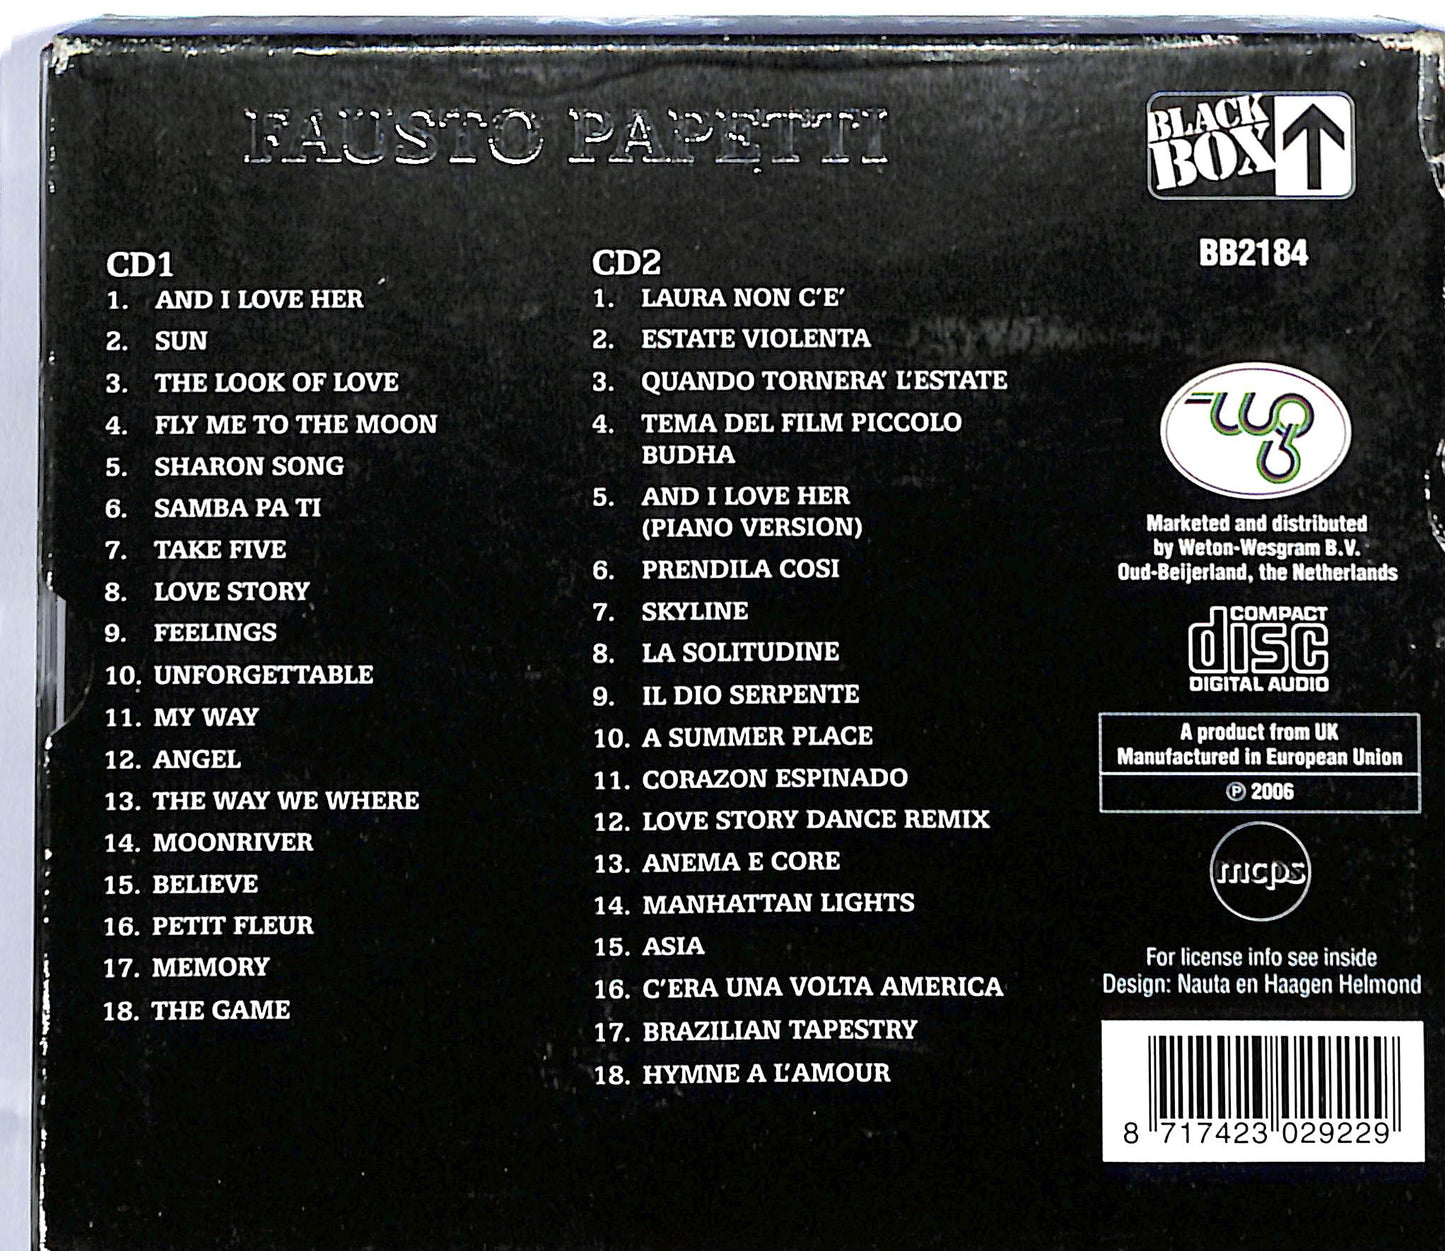 FAUSTO PAPETTI
BLACK
BOX
BB2184
CD1
1. AND I LOVE HER
2. SUN
3. THE LOOK OF LOVE
4. FLY ME TO THE MOON
5. SHARON SONG
6. SAMBA PA TI
7. TAKE FIVE
8. LOVE STORY
9. FEELINGS
10. UNFORGETTABLE
11. MY WAY
12. ANGEL
13. THE WAY WE WHERE
14. MOONRIVER
15. BELIEVE
16. PETIT FLEUR
17. MEMORY
18. THE GAME
CD2
1. LAURA NON C'E'
2. ESTATE VIOLENTA
3. QUANDO TORNERA' L'ESTATE
4. TEMA DEL FILM PICCOLO
BUDHA
5. AND I LOVE HER
(PIANO VERSION)
6. PRENDILA COSI
7. SKYLINE
8. LA SOLITUDINE
9. IL DIO SERPENTE
10. A SUMMER PLACE
11. CORAZON ESPINADO
12. LOVE STORY DANCE REMIX
13. ANEMA E CORE
14. MANHATTAN LIGHTS
15. ASIA
16. C'ERA UNA VOLTA AMERICA
17. BRAZILIAN TAPESTRY
18. HYMNE A L'AMOUR
Marketed and distributed
by Weton-Wesgram B.V.
Oud-Beijerland, the Netherlands
COMPACT
disc
DIGITAL AUDIO
A product from UK
Manufactured in European Union
℗ 2006
mcps
For license info see inside
Design: Nauta en Haagen Helmond
8 717423 029229